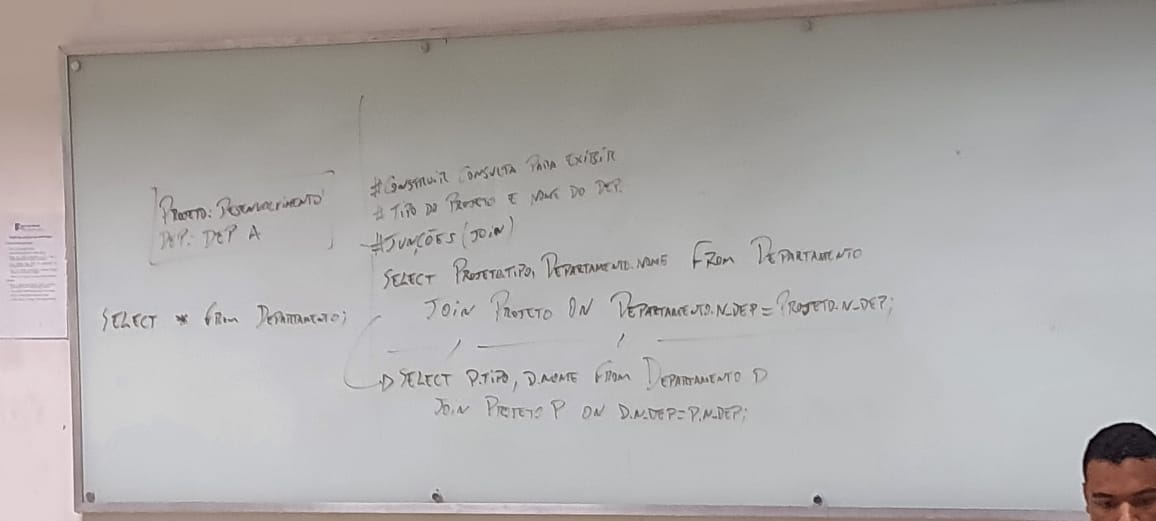 PROJETO: DESENVOLVIMENTO
DEP: DEP A
SELECT * FROM DEPARTAMENTO;
#CONSTRUIR CONSULTA PARA EXIBIR
# TIPO DO PROJETO E NOME DO DEP.
#JUNÇÕES (JOIN)
SELECT PROJETO.TIPO, DEPARTAMENTO.NOME FROM DEPARTAMENTO
JOIN PROJETO ON DEPARTAMENTO.N_DEP = PROJETO.N_DEP;
SELECT P.TIPO, D.NOME FROM DEPARTAMENTO D
JOIN PROJETO P ON D.N_DEP = P.N_DEP;